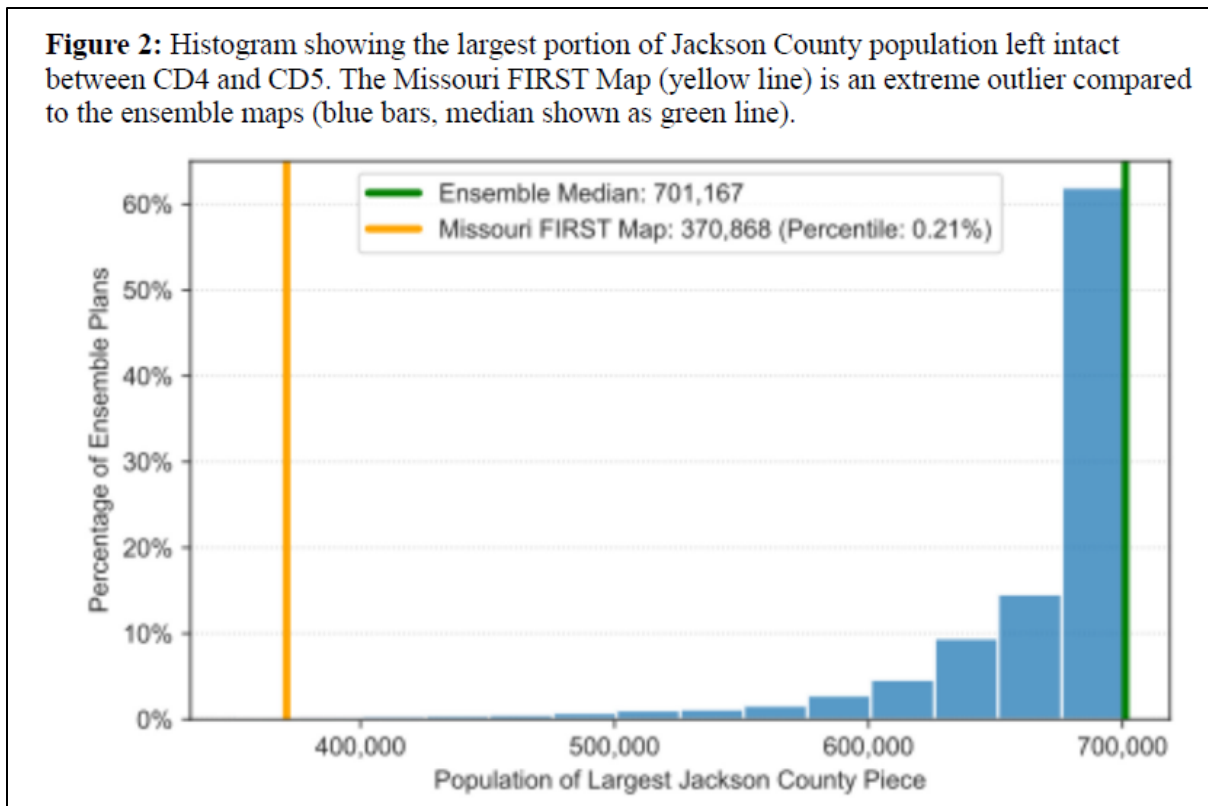 Figure 2: Histogram showing the largest portion of Jackson County population left intact
between CD4 and CD5. The Missouri FIRST Map (yellow line) is an extreme outlier compared
to the ensemble maps (blue bars, median shown as green line).
Ensemble Median: 701,167
Missouri FIRST Map: 370,868 (Percentile: 0.21%)
Percentage of Ensemble Plans
60%
50%
40%
30%
20%
10%
0%
400,000 500,000 600,000 700,000
Population of Largest Jackson County Piece